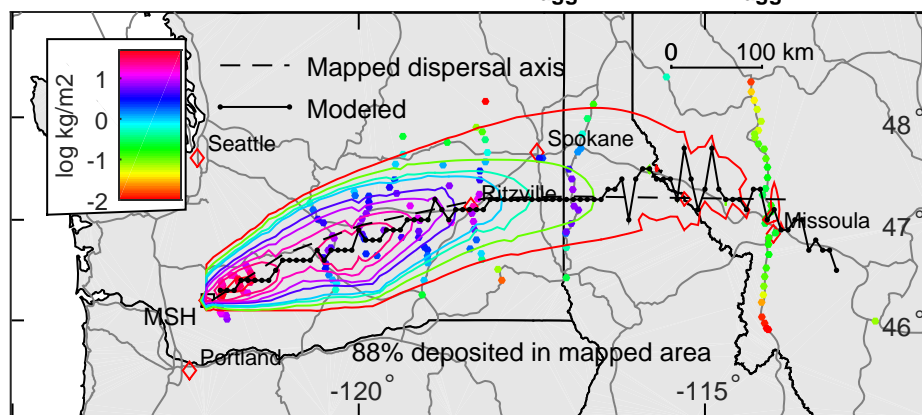 0 100 km
Mapped dispersal axis
Modeled
log kg/m2
1
0
-1
-2
Seattle
Spokane
48°
Ritzville
47°
Missoula
MSH
46°
Portland
88% deposited in mapped area
-120°
-115°